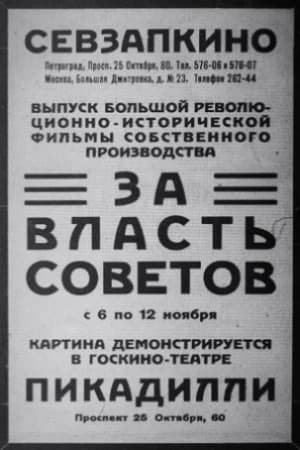 СЕВЗАПКИНО
Петроград, Просп. 25 Октября, 80. Тел. 576-06 и 576-07
Москва, Большая Дмитровка, д. № 23. Телефон 262-44
ВЫПУСК БОЛЬШОЙ РЕВОЛЮ-
ЦИОННО-ИСТОРИЧЕСКОЙ
ФИЛЬМЫ СОБСТВЕННОГО
ПРОИЗВОДСТВА
ЗА
ВЛАСТЬ
СОВЕТОВ
с 6 по 12 ноября
КАРТИНА ДЕМОНСТРИРУЕТСЯ
В ГОСКИНО-ТЕАТРЕ
ПИКАДИЛЛИ
Проспект 25 Октября, 60